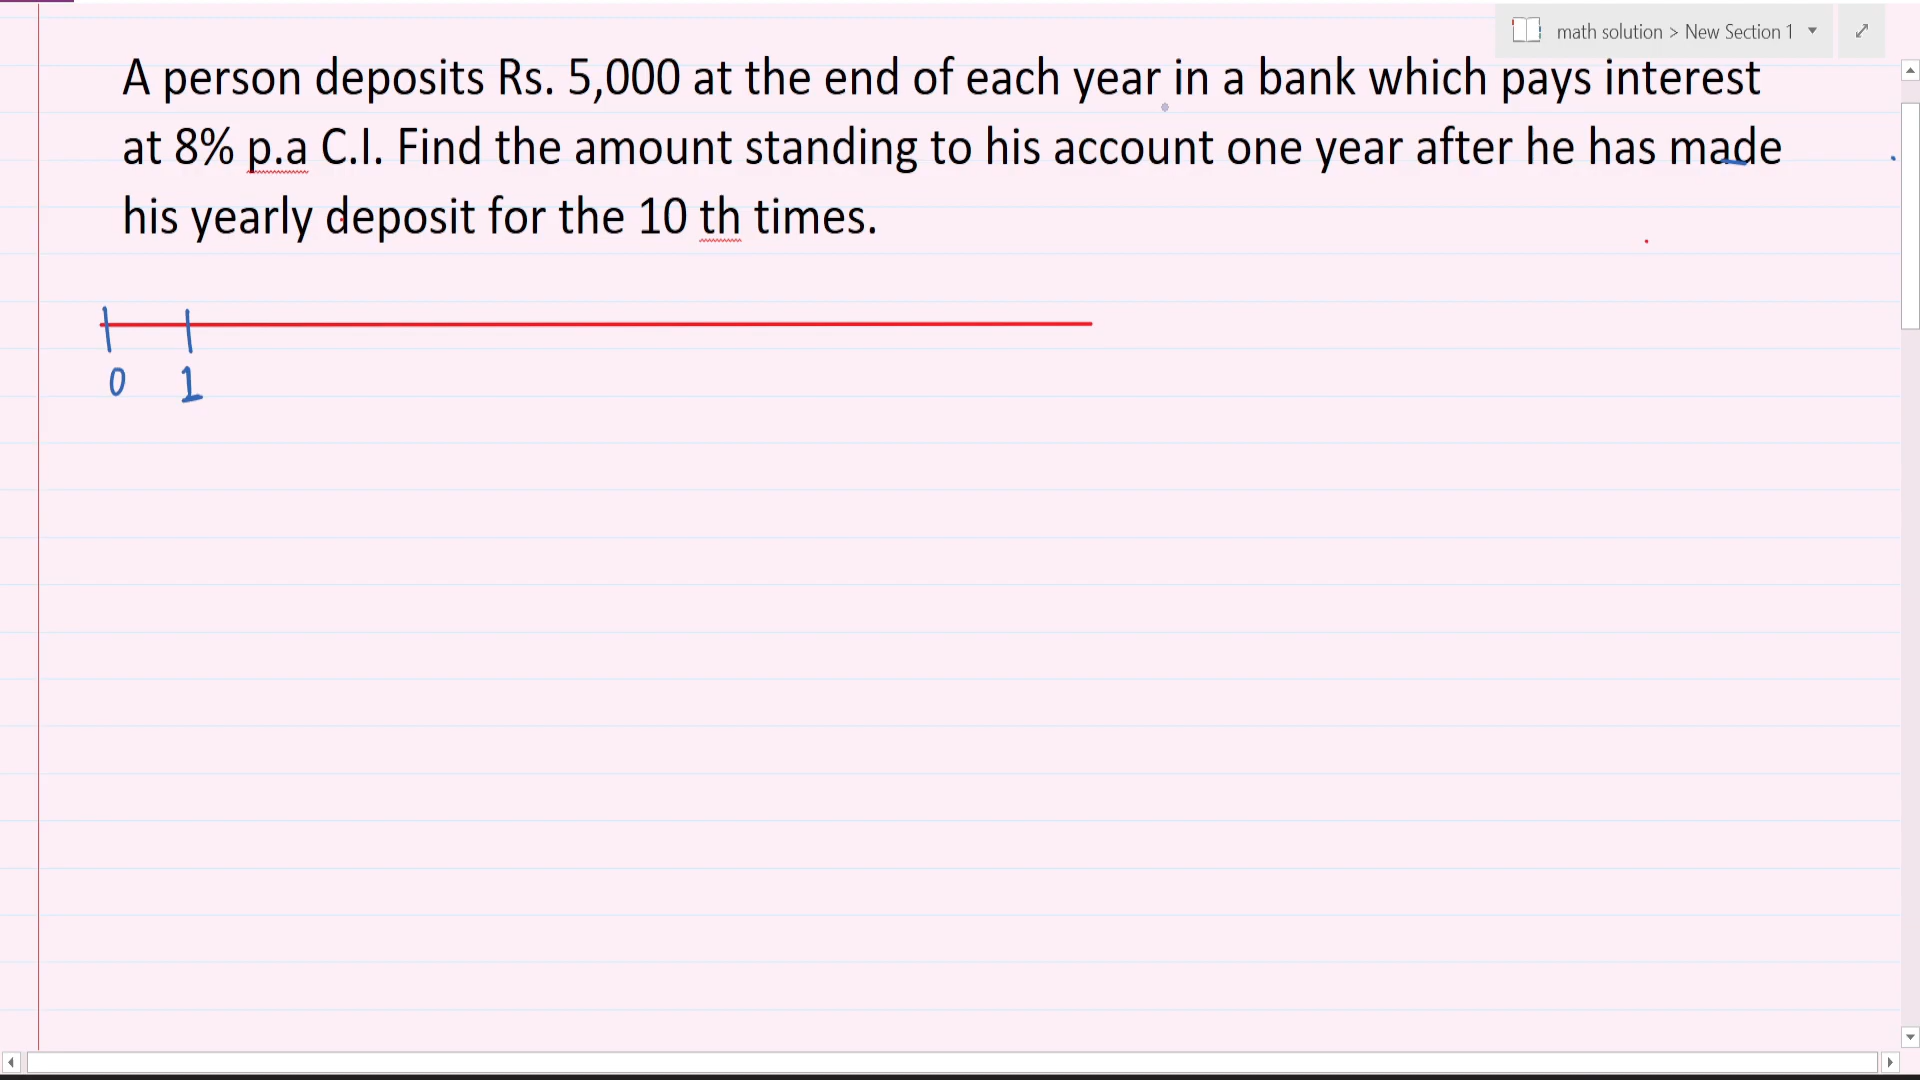 math solution > New Section 1
A person deposits Rs. 5,000 at the end of each year in a bank which pays interest
at 8% p.a C.I. Find the amount standing to his account one year after he has made
his yearly deposit for the 10 th times.
0 1